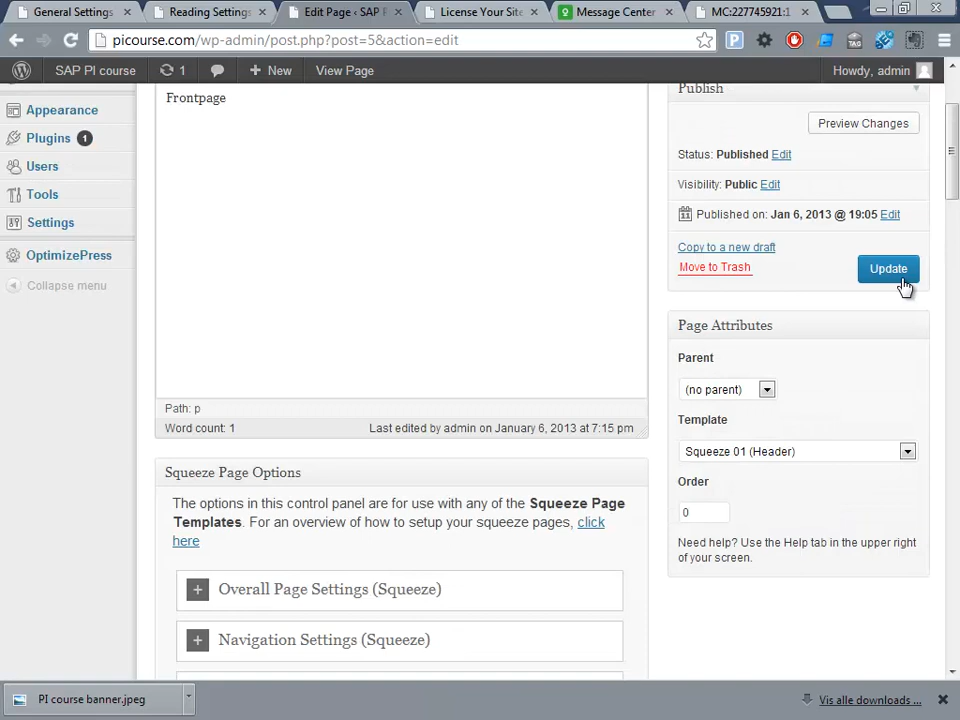 General Settings
Reading Settings
Edit Page ‹ SAP P
License Your Site
Message Center
MC:227745921:1
picourse.com/wp-admin/post.php?post=5&action=edit
SAP PI course
1
New
View Page
Howdy, admin
Appearance
Plugins 1
Users
Tools
Settings
OptimizePress
Collapse menu
Frontpage
Path: p
Word count: 1
Last edited by admin on January 6, 2013 at 7:15 pm
Squeeze Page Options
The options in this control panel are for use with any of the Squeeze Page
Templates. For an overview of how to setup your squeeze pages, click
here
Overall Page Settings (Squeeze)
Navigation Settings (Squeeze)
Publish
Preview Changes
Status: Published Edit
Visibility: Public Edit
Published on: Jan 6, 2013 @ 19:05 Edit
Copy to a new draft
Move to Trash
Update
Page Attributes
Parent
(no parent)
Template
Squeeze 01 (Header)
Order
0
Need help? Use the Help tab in the upper right
of your screen.
PI course banner.jpeg
Vis alle downloads ...